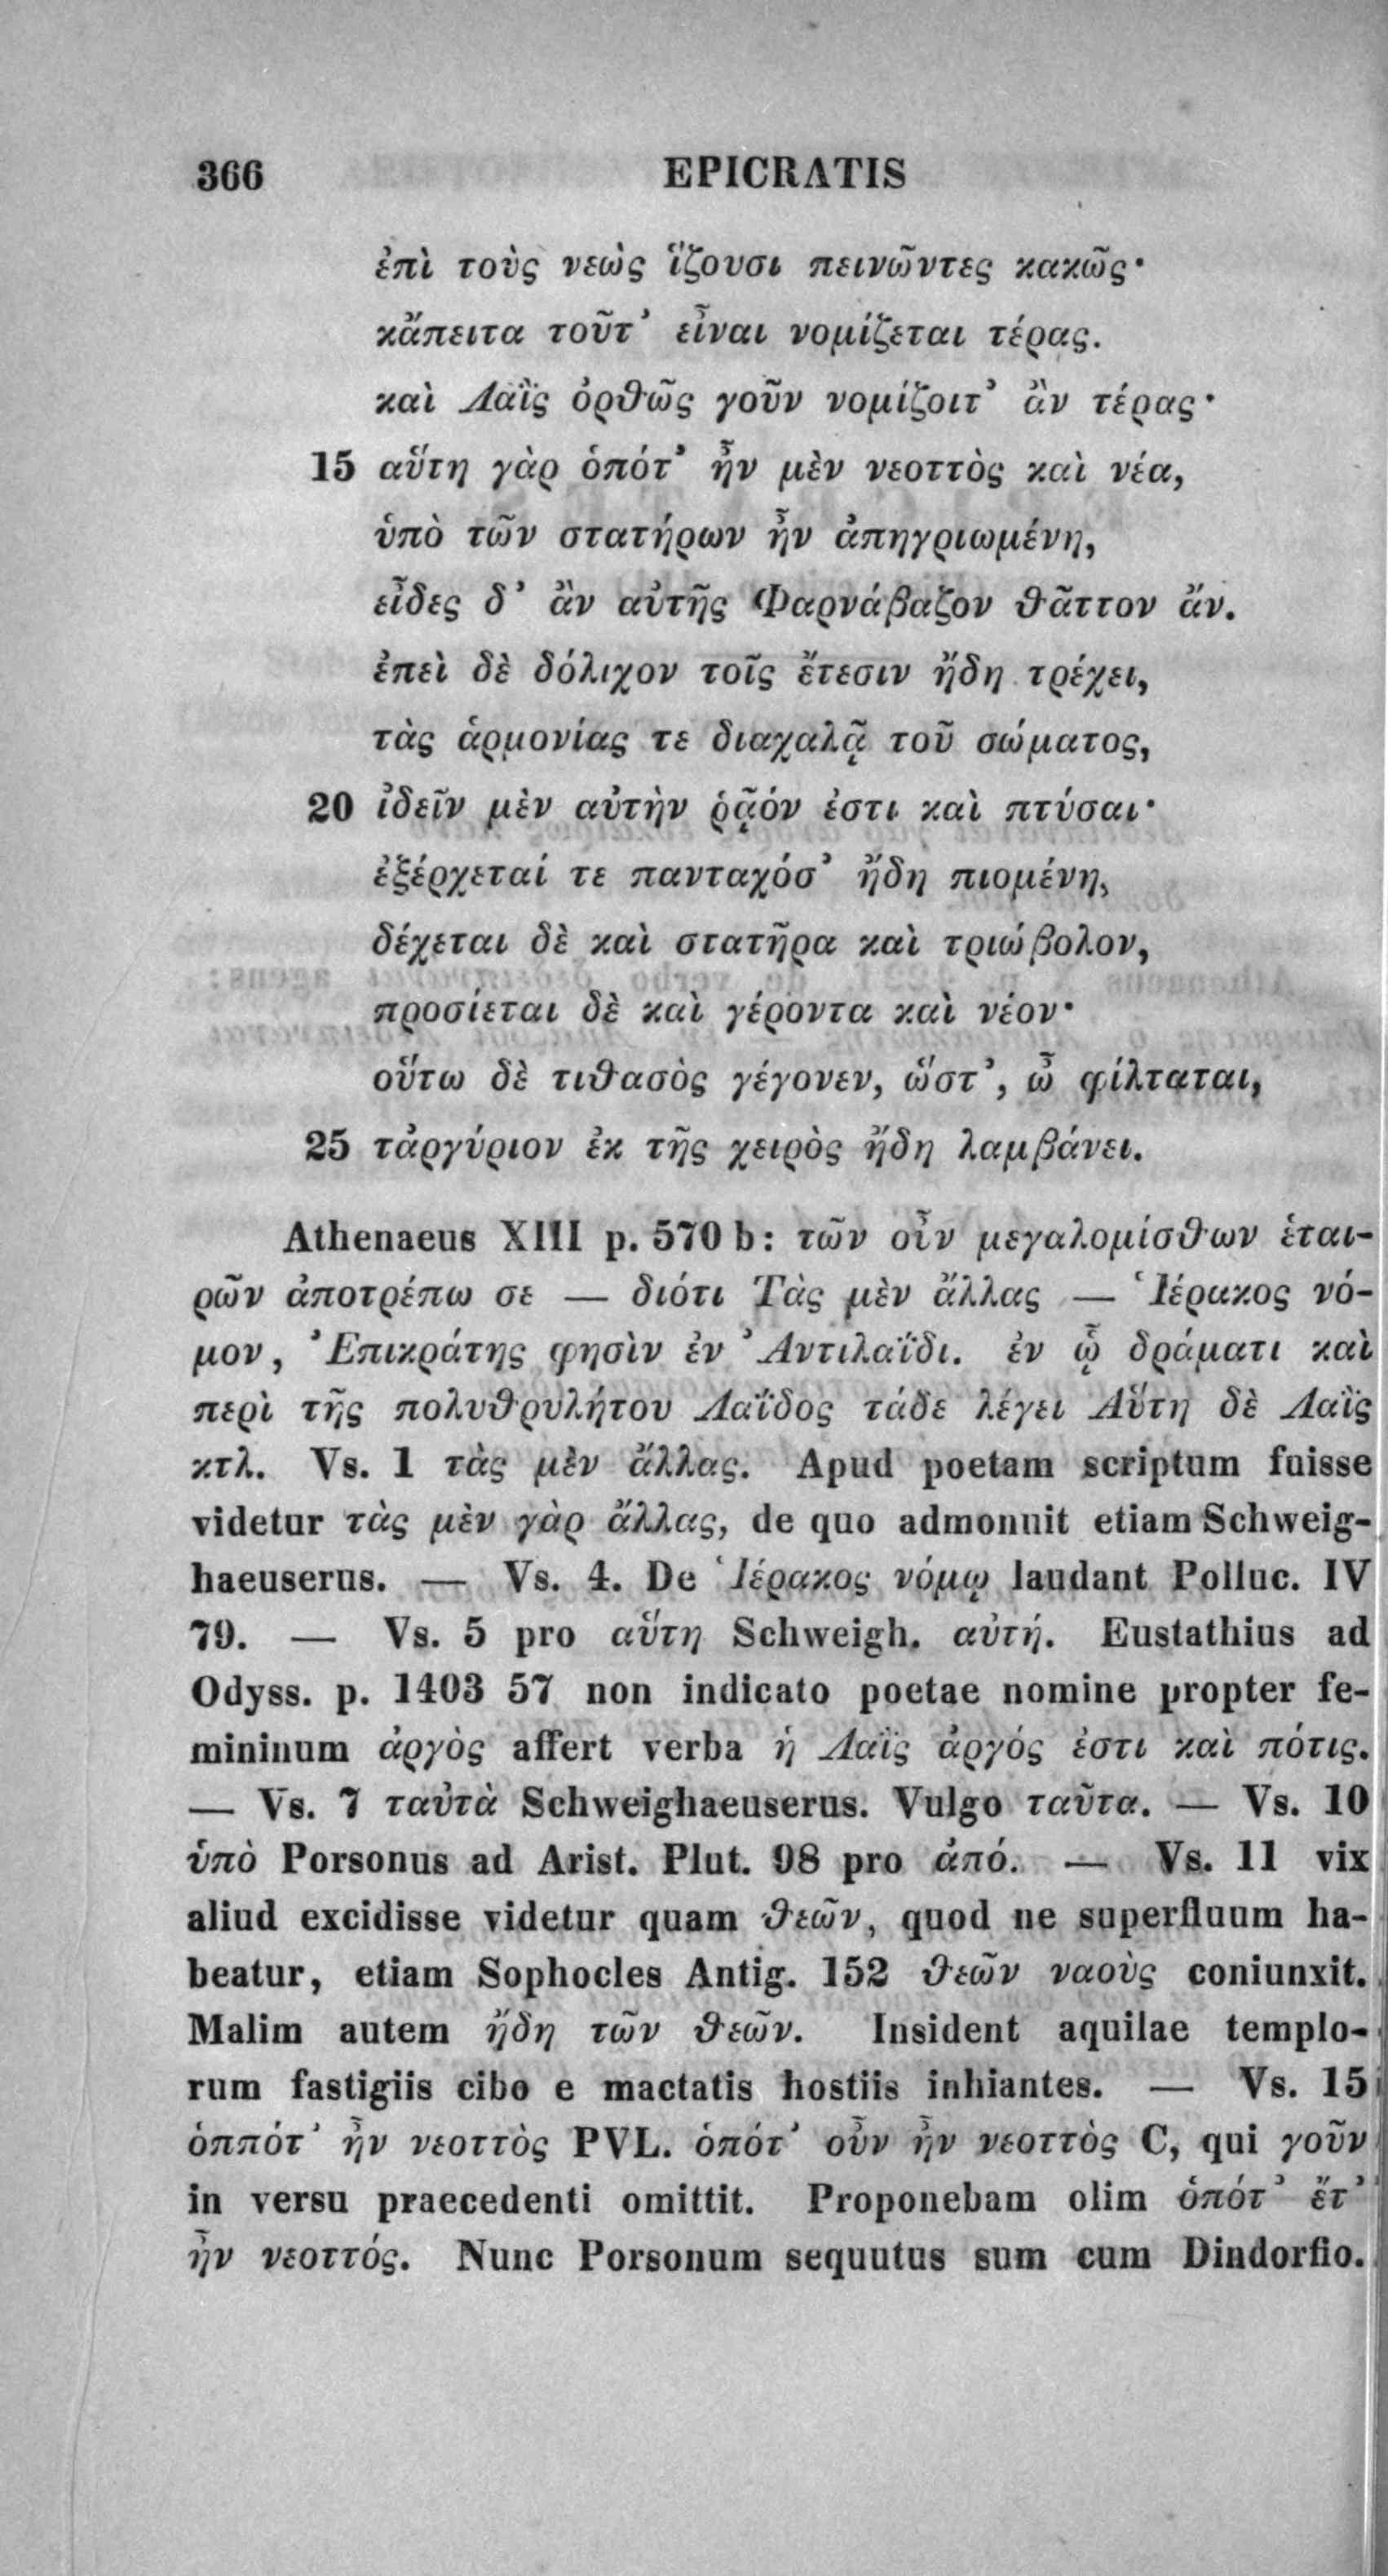 366 EPICRATIS
ἐπὶ τοὺς νεὼς ἵζουσι πεινῶντες κακῶς·
κἄπειτα τοῦτ’ εἶναι νομίζεται τέρας.
καὶ Λαῒς ὀρθῶς γοῦν νομίζοιτ’ ἂν τέρας·
15 αὕτη γὰρ ὁπότ’ ἦν μὲν νεοττὸς καὶ νέα,
ὑπὸ τῶν στατήρων ἦν ἀπηγριωμένη,
εἶδες δ’ ἂν αὐτῆς Φαρνάβαζον θᾶττον ἄν.
ἐπεὶ δὲ δόλιχον τοῖς ἔτεσιν ἤδη τρέχει,
τὰς ἁρμονίας τε διαχαλᾷ τοῦ σώματος,
20 ἰδεῖν μὲν αὐτὴν ῥᾷόν ἐστι καὶ πτύσαι·
ἐξέρχεταί τε πανταχόσ’ ἤδη πιομένη,
δέχεται δὲ καὶ στατῆρα καὶ τριώβολον,
προσίεται δὲ καὶ γέροντα καὶ νέον·
οὕτω δὲ τιθασὸς γέγονεν, ὥστ’, ὦ φίλταται,
25 τἀργύριον ἐκ τῆς χειρὸς ἤδη λαμβάνει.
Athenaeus XIII p. 570 b: τῶν οὖν μεγαλομίσθων ἑται-
ρῶν ἀποτρέπω σε — διότι Τὰς μὲν ἄλλας — Ἱέρακος νό-
μον, Ἐπικράτης φησὶν ἐν Ἀντιλαΐδι. ἐν ᾧ δράματι καὶ
περὶ τῆς πολυθρυλήτου Λαΐδος τάδε λέγει Αὕτη δὲ Λαῒς
κτλ. Vs. 1 τὰς μὲν ἄλλας. Apud poetam scriptum fuisse
videtur τὰς μὲν γὰρ ἄλλας, de quo admonuit etiam Schweig-
haeuserus. — Vs. 4. De Ἱέρακος νόμῳ laudant Polluc. IV
79. — Vs. 5 pro αὕτη Schweigh. αὐτή. Eustathius ad
Odyss. p. 1403 57 non indicato poetae nomine propter fe-
mininum ἀργὸς affert verba ἡ Λαῒς ἀργός ἐστι καὶ πότις.
— Vs. 7 ταὐτὰ Schweighaeuserus. Vulgo ταῦτα. — Vs. 10
ὑπὸ Porsonus ad Arist. Plut. 98 pro ἀπό. — Vs. 11 vix
aliud excidisse videtur quam θεῶν, quod ne superfluum ha-
beatur, etiam Sophocles Antig. 152 θεῶν ναοὺς coniunxit.
Malim autem ἤδη τῶν θεῶν. Insident aquilae templo-
rum fastigiis cibo e mactatis hostiis inhiantes. — Vs. 15
ὁππότ’ ἦν νεοττὸς PVL. ὁπότ’ οὖν ἦν νεοττὸς C, qui γοῦν
in versu praecedenti omittit. Proponebam olim ὁπότ’ ἔτ’
ἦν νεοττός. Nunc Porsonum sequutus sum cum Dindorfio.